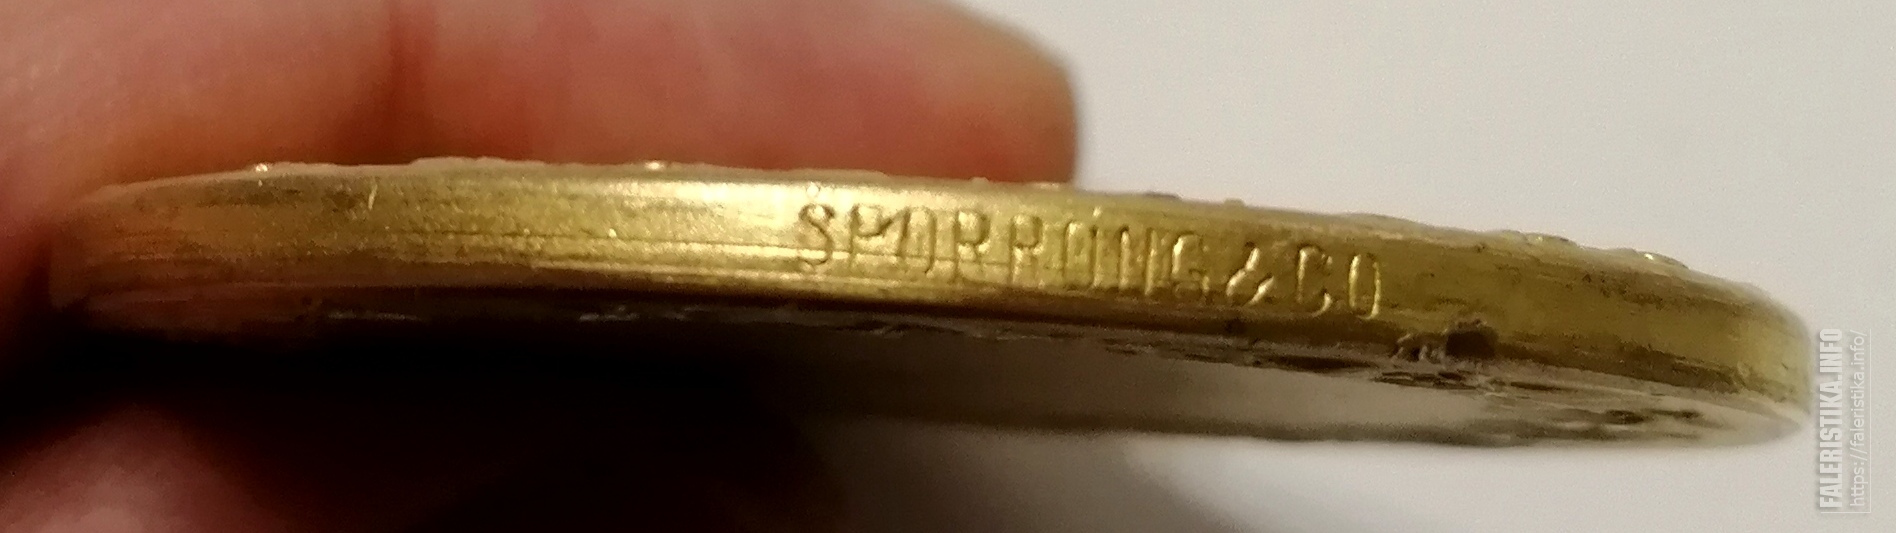 SPORRONG & CO
FALERISTIKA.INFO
https://faleristika.info/